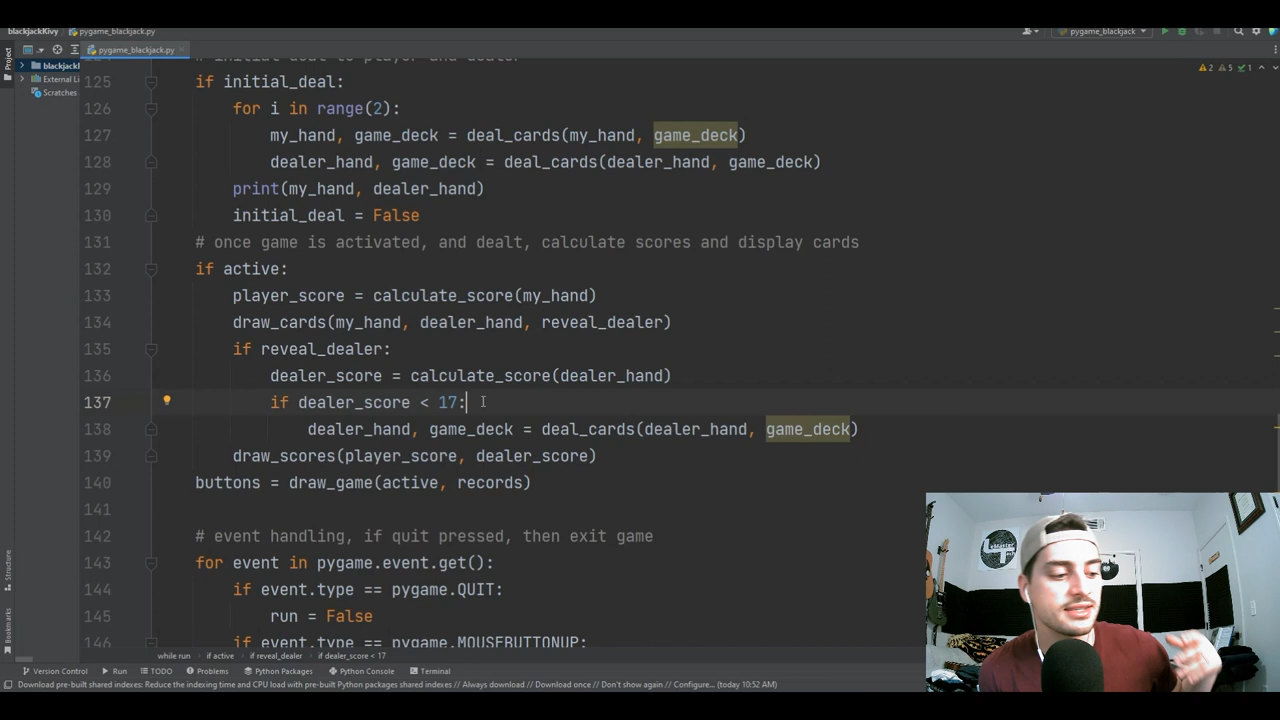 blackjackKivy
pygame_blackjack.py
pygame_blackjack
Project
pygame_blackjack.py
2 5 1
blackjackl
External Li
Scratches
125 if initial_deal:
126 for i in range(2):
127 my_hand, game_deck = deal_cards(my_hand, game_deck)
128 dealer_hand, game_deck = deal_cards(dealer_hand, game_deck)
129 print(my_hand, dealer_hand)
130 initial_deal = False
131 # once game is activated, and dealt, calculate scores and display cards
132 if active:
133 player_score = calculate_score(my_hand)
134 draw_cards(my_hand, dealer_hand, reveal_dealer)
135 if reveal_dealer:
136 dealer_score = calculate_score(dealer_hand)
137 if dealer_score < 17:
138 dealer_hand, game_deck = deal_cards(dealer_hand, game_deck)
139 draw_scores(player_score, dealer_score)
140 buttons = draw_game(active, records)
141
142 # event handling, if quit pressed, then exit game
143 for event in pygame.event.get():
144 if event.type == pygame.QUIT:
145 run = False
146 if event.type == pygame.MOUSEBUTTONUP:
Structure
Bookmarks
while run if active if reveal_dealer if dealer_score < 17
Version Control Run TODO Problems Python Packages Python Console Terminal
Download pre-built shared indexes: Reduce the indexing time and CPU load with pre-built Python packages shared indexes // Always download // Download once // Don't show again // Configure... (today 10:52 AM)